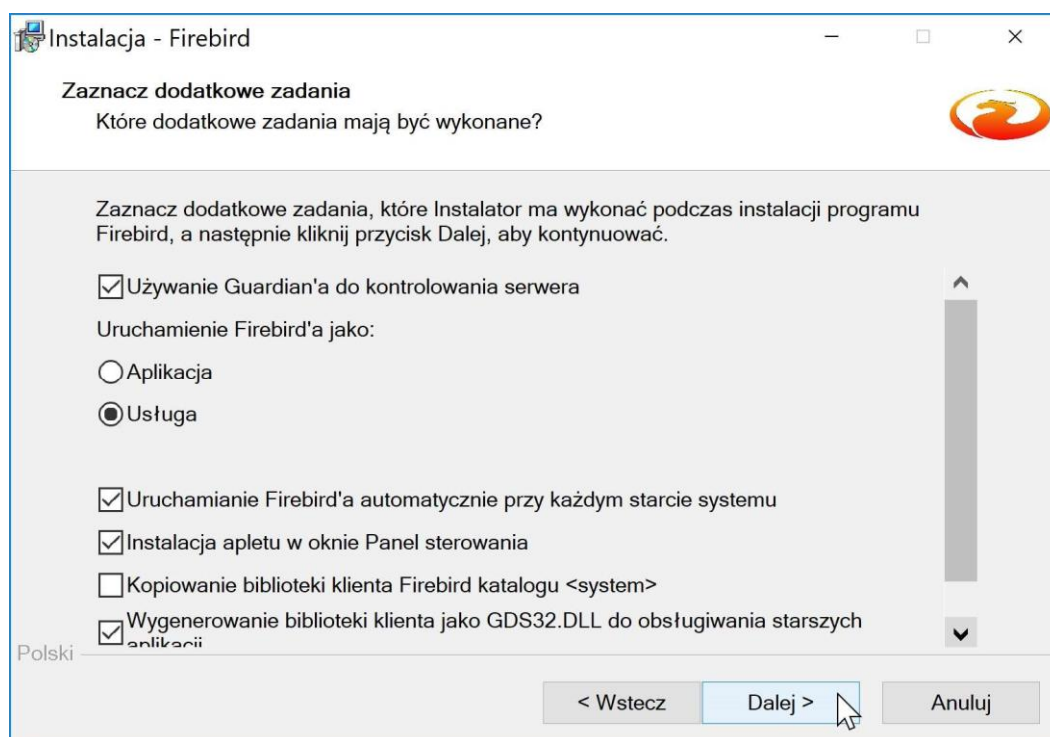 Instalacja - Firebird
Zaznacz dodatkowe zadania
Które dodatkowe zadania mają być wykonane?
Zaznacz dodatkowe zadania, które Instalator ma wykonać podczas instalacji programu
Firebird, a następnie kliknij przycisk Dalej, aby kontynuować.
Używanie Guardian'a do kontrolowania serwera
Uruchamienie Firebird'a jako:
Aplikacja
Usługa
Uruchamianie Firebird'a automatycznie przy każdym starcie systemu
Instalacja apletu w oknie Panel sterowania
Kopiowanie biblioteki klienta Firebird katalogu <system>
Wygenerowanie biblioteki klienta jako GDS32.DLL do obsługiwania starszych
aplikacji
Polski
< Wstecz
Dalej >
Anuluj